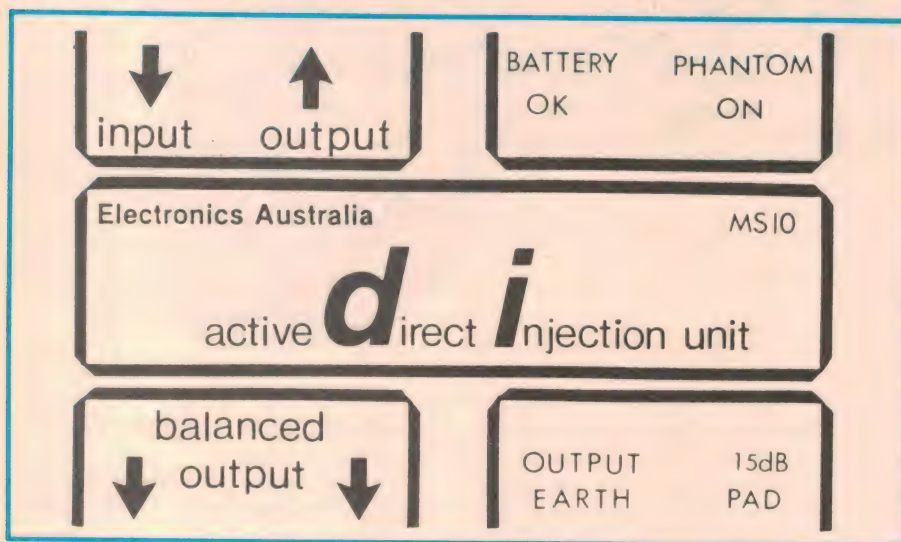 input output
BATTERY PHANTOM
OK ON
Electronics Australia MS10
active direct injection unit
balanced
output
OUTPUT 15dB
EARTH PAD